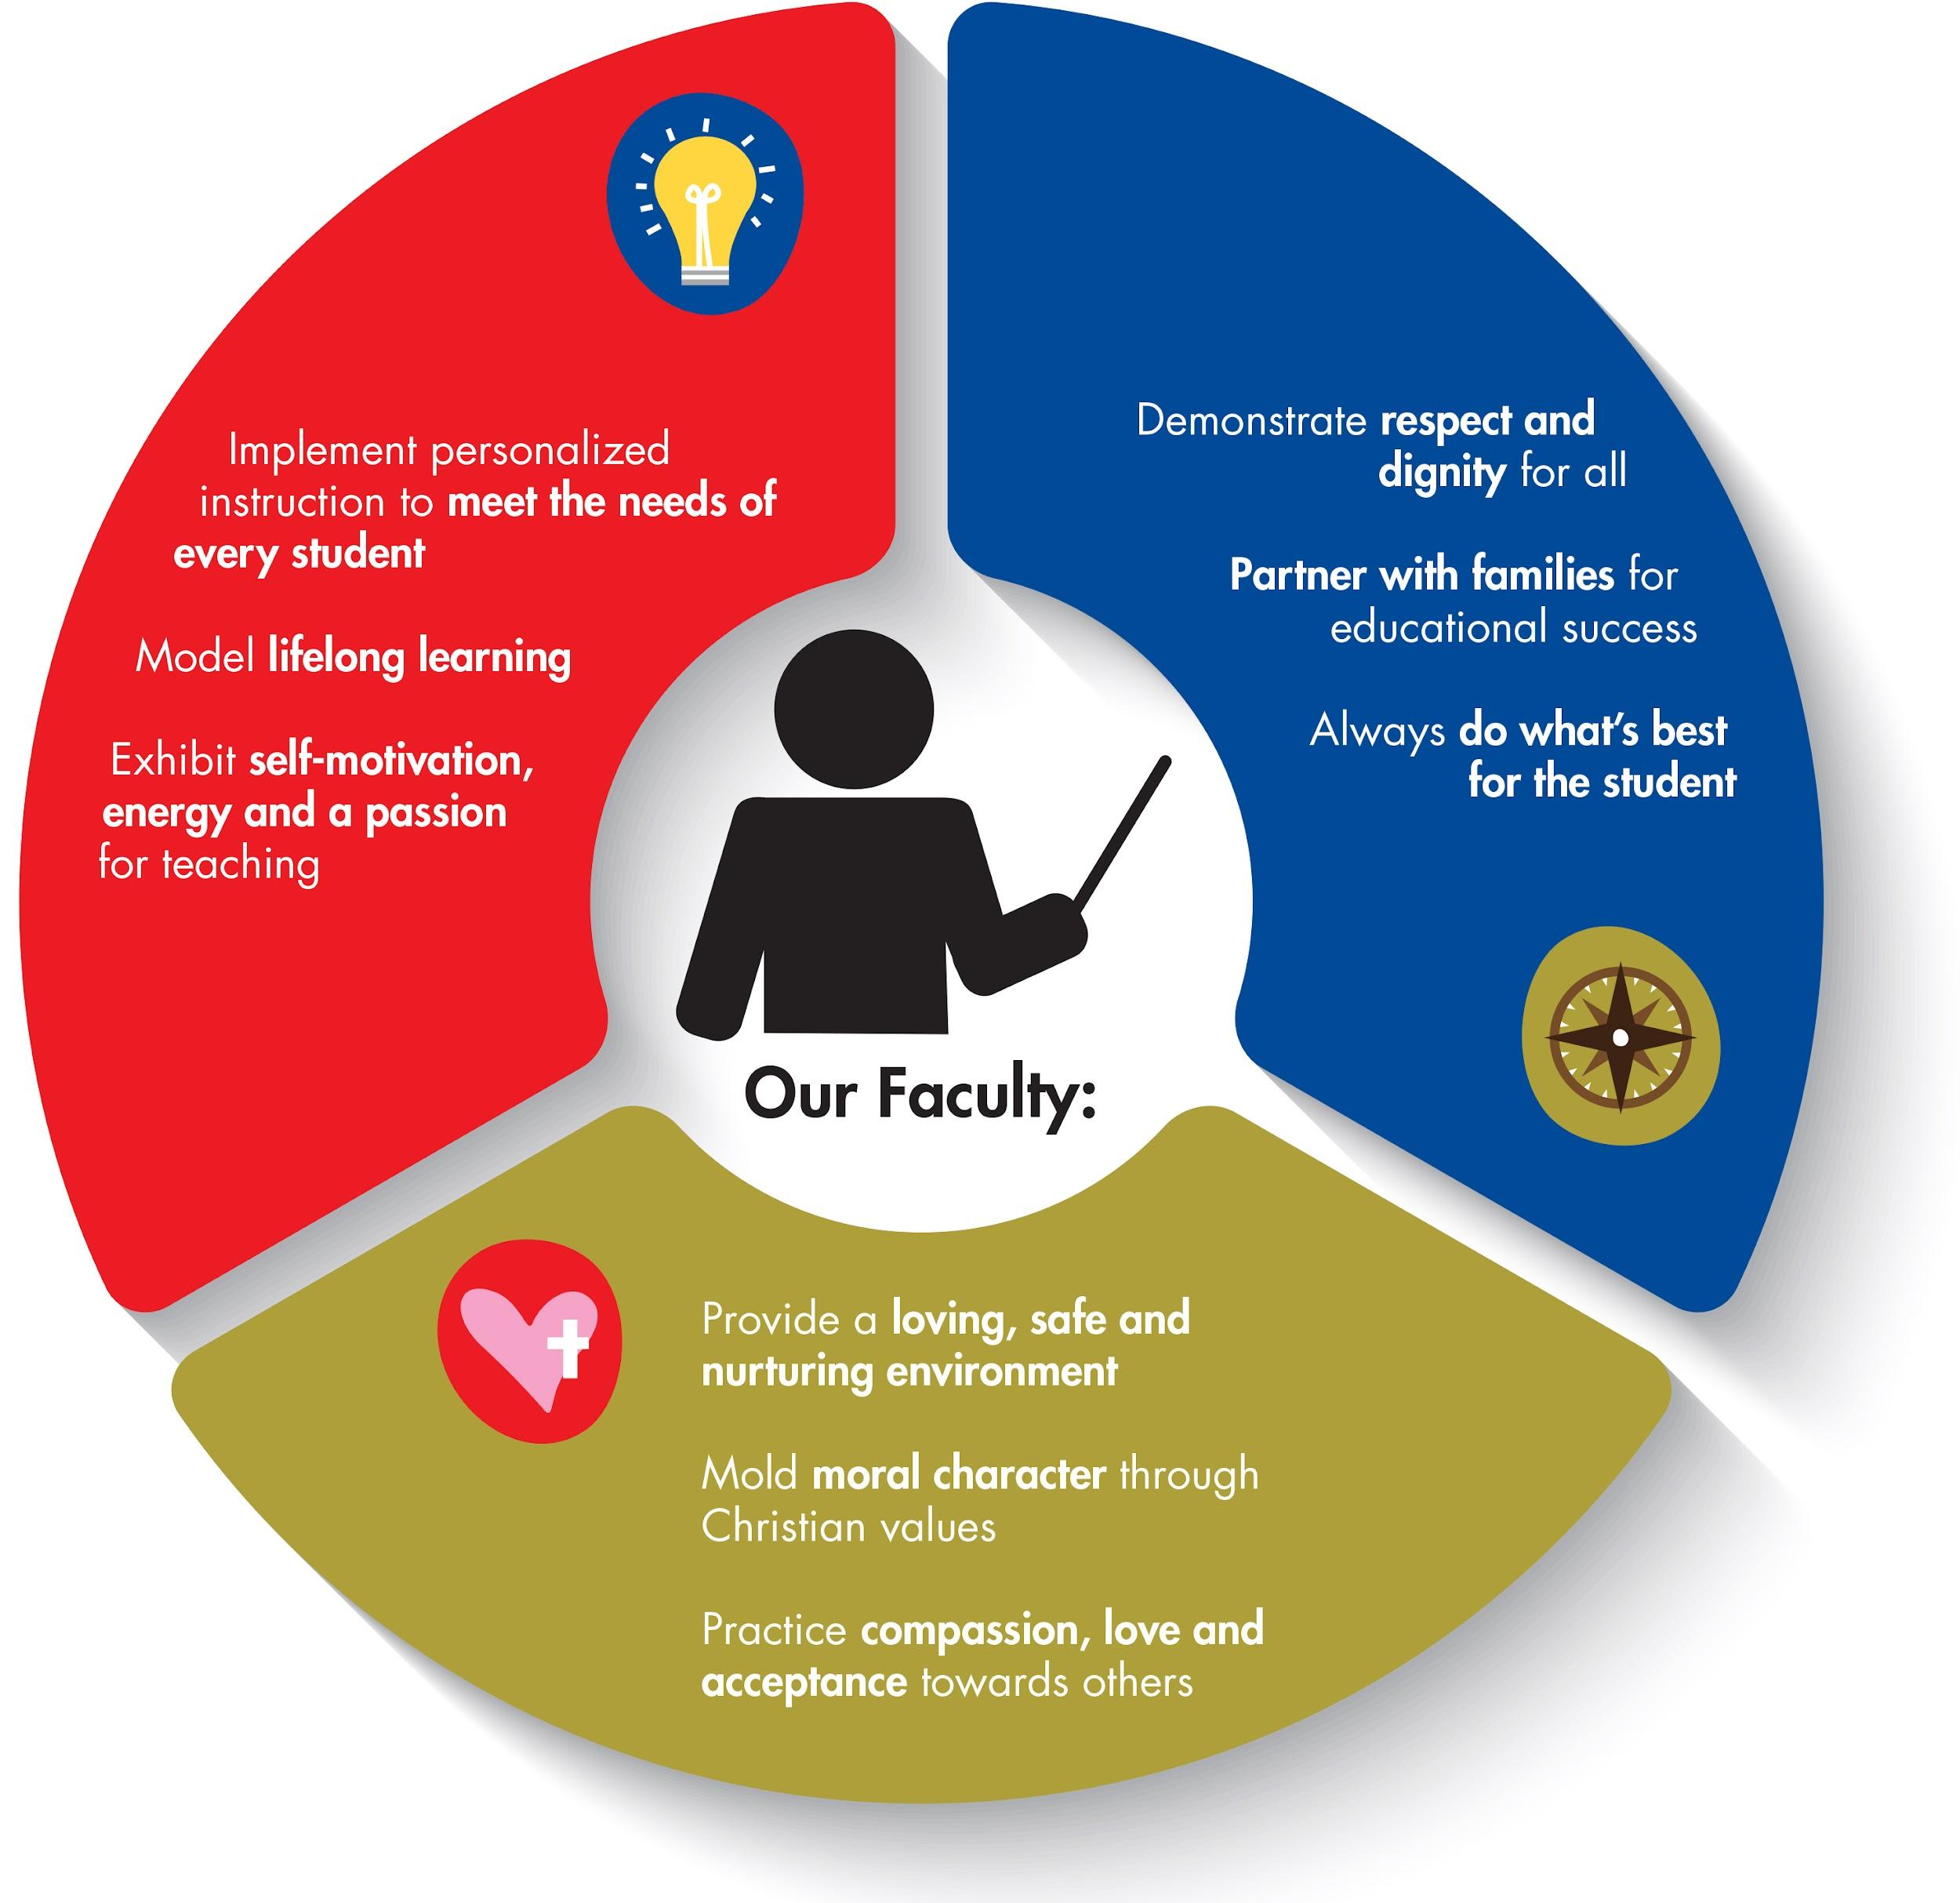 Implement personalized
instruction to meet the needs of
every student
Model lifelong learning
Exhibit self-motivation,
energy and a passion
for teaching
Demonstrate respect and
dignity for all
Partner with families for
educational success
Always do what's best
for the student
Our Faculty:
Provide a loving, safe and
nurturing environment
Mold moral character through
Christian values
Practice compassion, love and
acceptance towards others